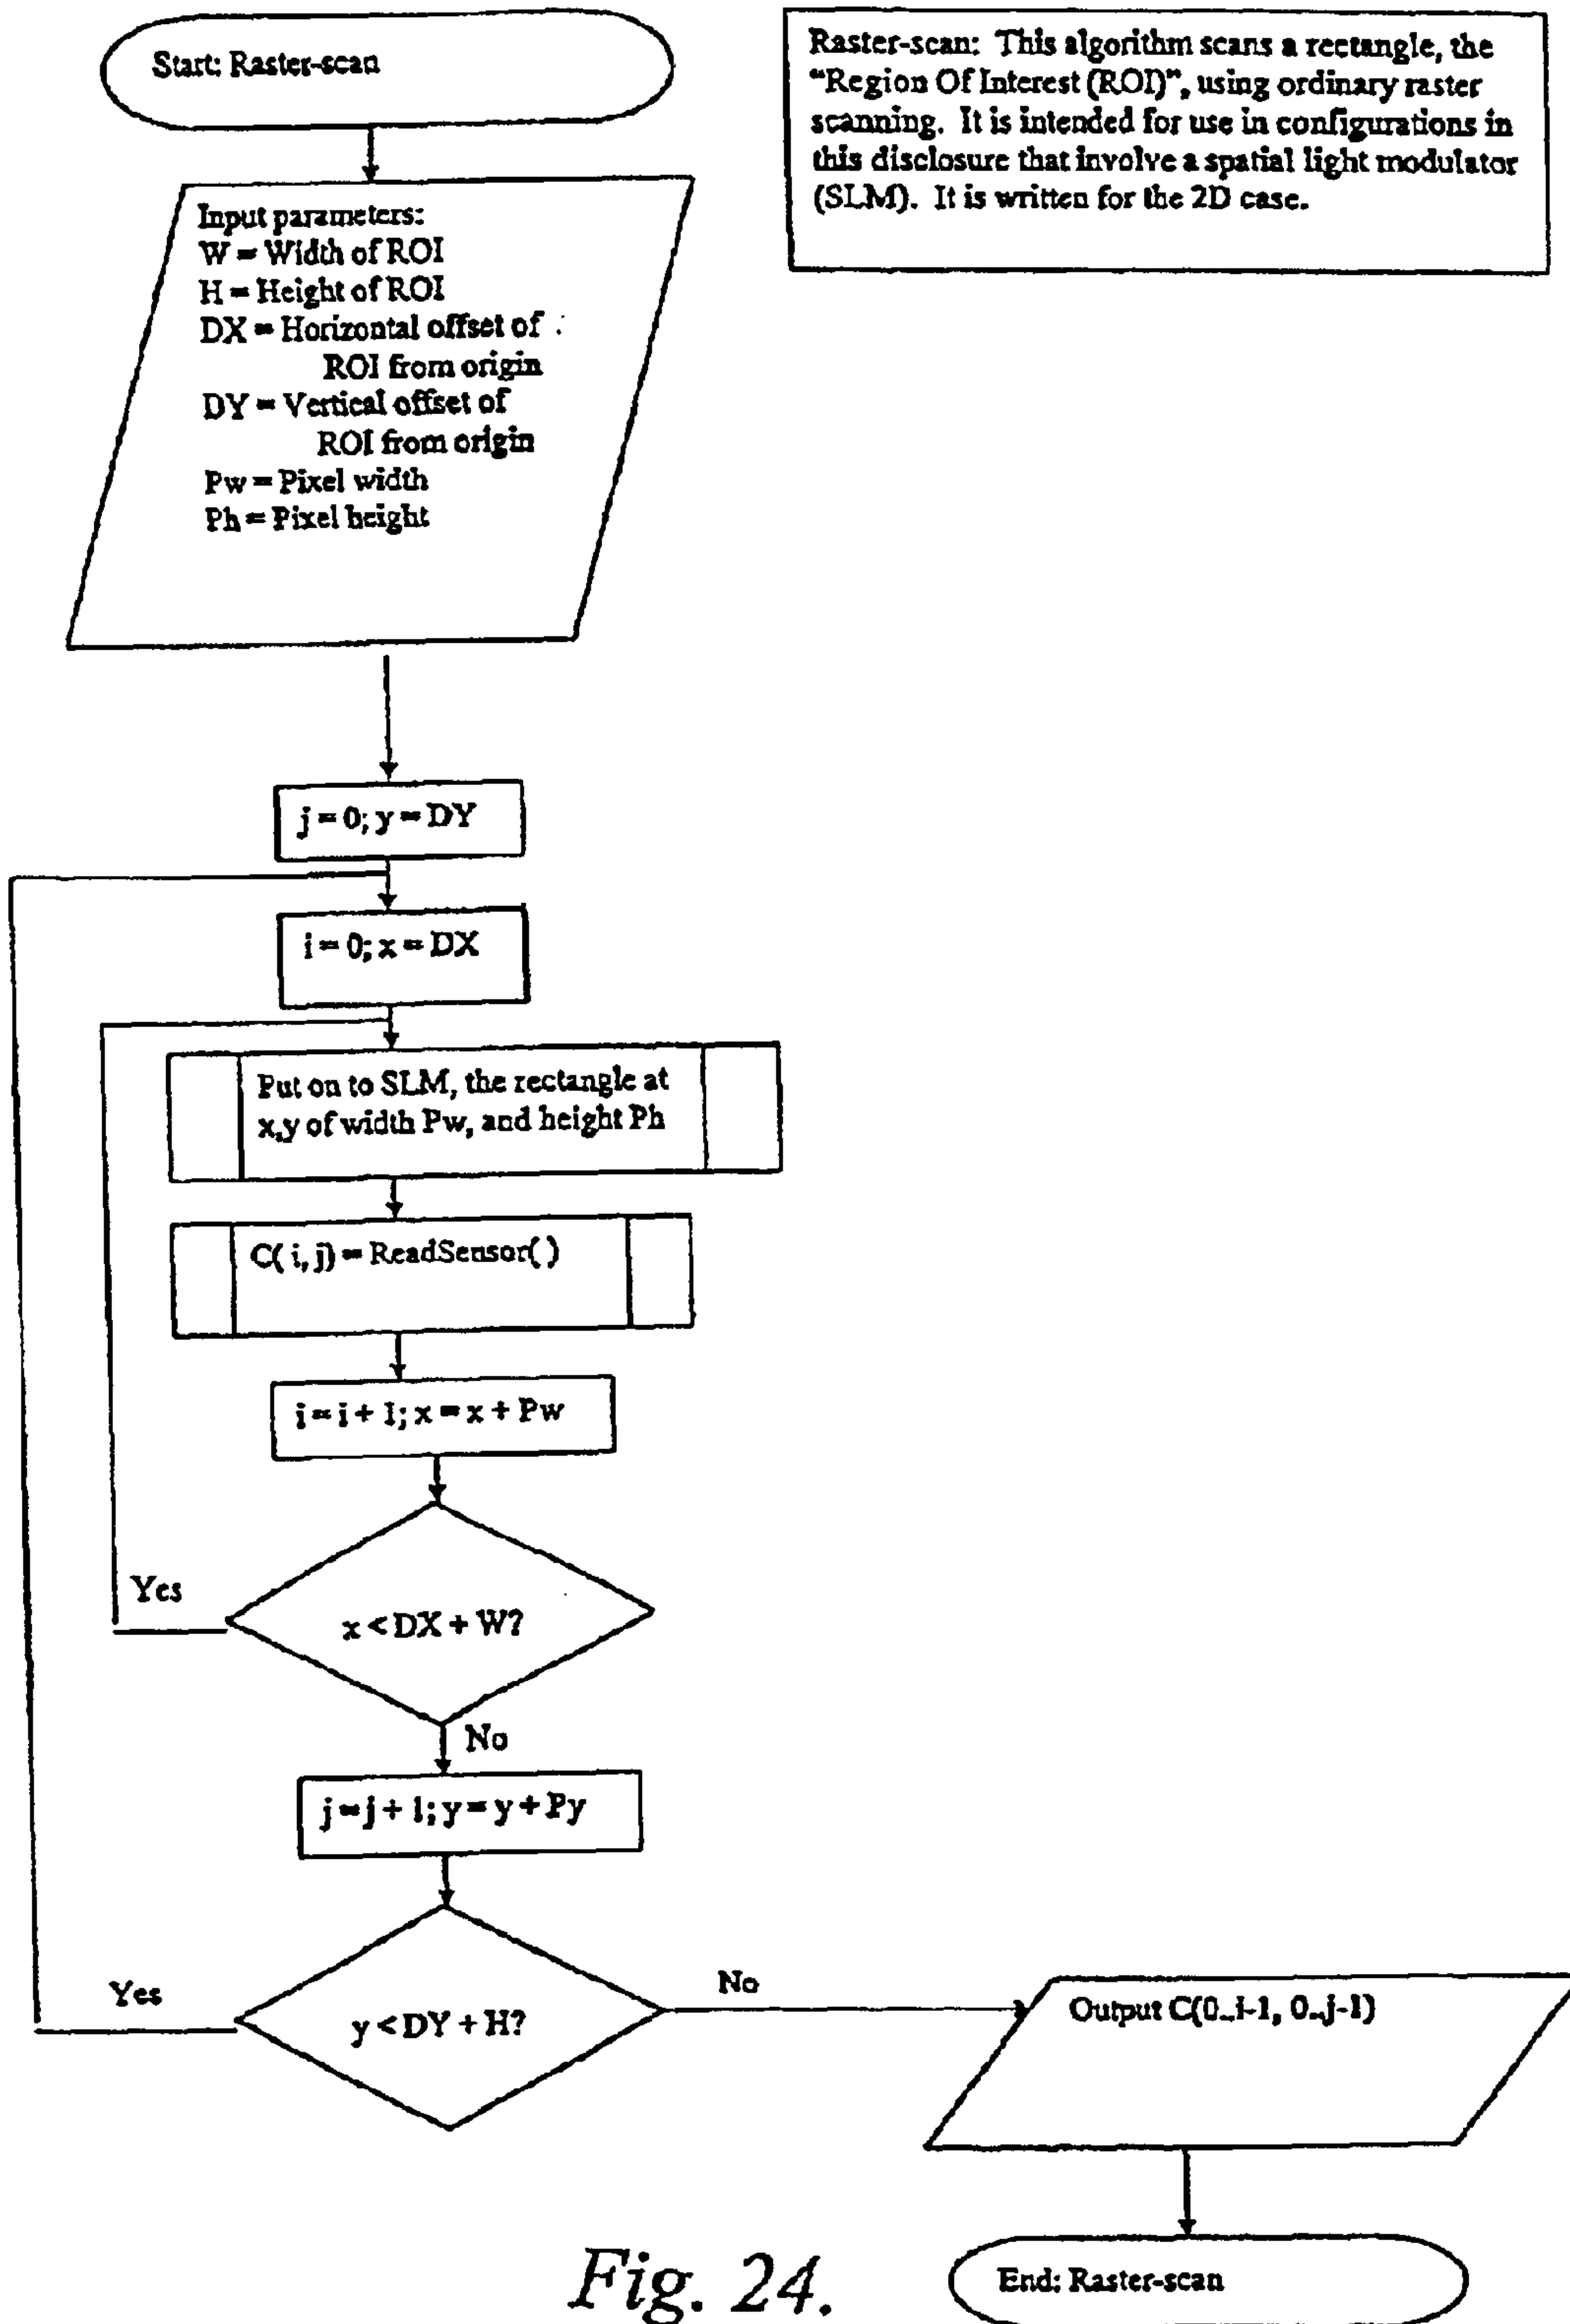 Start: Raster-scan
Raster-scan: This algorithm scans a rectangle, the
"Region Of Interest (ROI)", using ordinary raster
scanning. It is intended for use in configurations in
this disclosure that involve a spatial light modulator
(SLM). It is written for the 2D case.
Input parameters:
W = Width of ROI
H = Height of ROI
DX = Horizontal offset of
ROI from origin
DY = Vertical offset of
ROI from origin
Pw = Pixel width
Ph = Pixel height
j = 0; y = DY
i = 0; x = DX
Put on to SLM, the rectangle at
x,y of width Pw, and height Ph
C( i, j) = ReadSensor( )
i = i + 1; x = x + Pw
Yes
x < DX + W?
No
j = j + 1; y = y + Py
Yes
y < DY + H?
No
Output C(0..i-1, 0..j-1)
End: Raster-scan
Fig. 24.